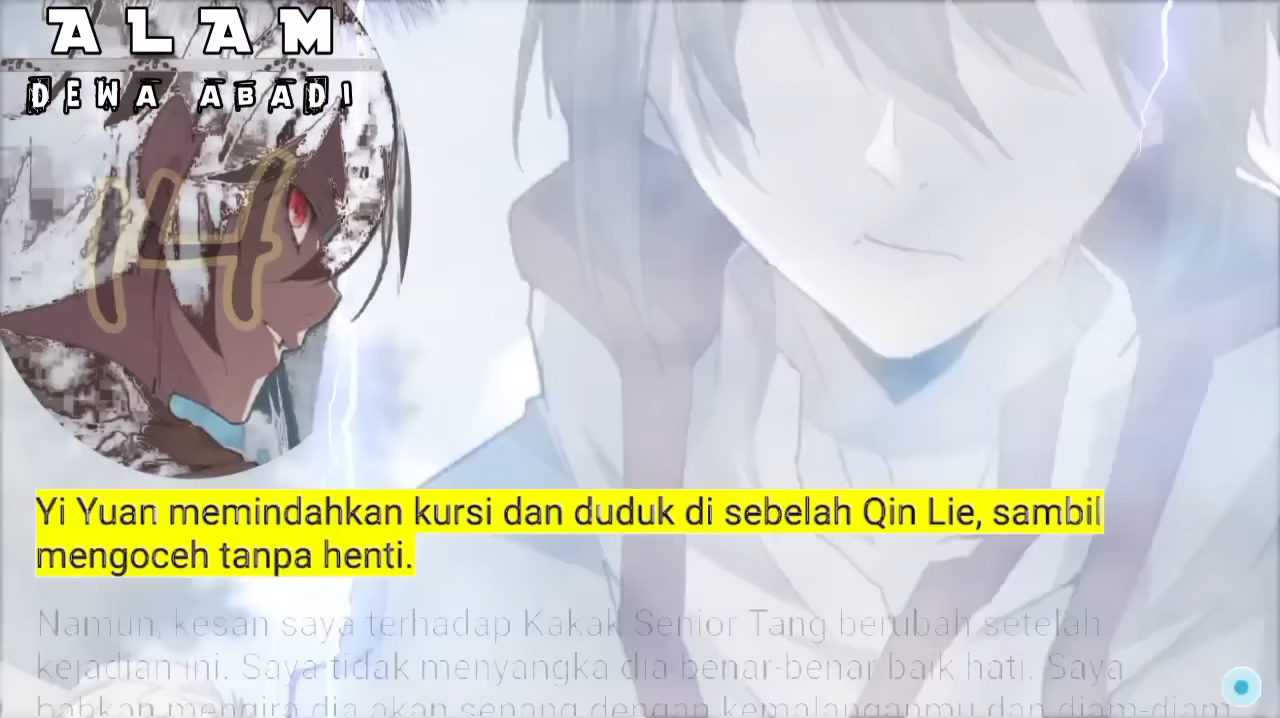 ALAM
DEWA ABADI
14
Yi Yuan memindahkan kursi dan duduk di sebelah Qin Lie, sambil
mengoceh tanpa henti.
Namun, kesan saya terhadap Kakak Senior Tang berubah setelah
kejadian ini. Saya tidak menyangka dia benar-benar baik hati. Saya
bahkan mengira dia akan senang dengan kemalanganmu dan diam-diam